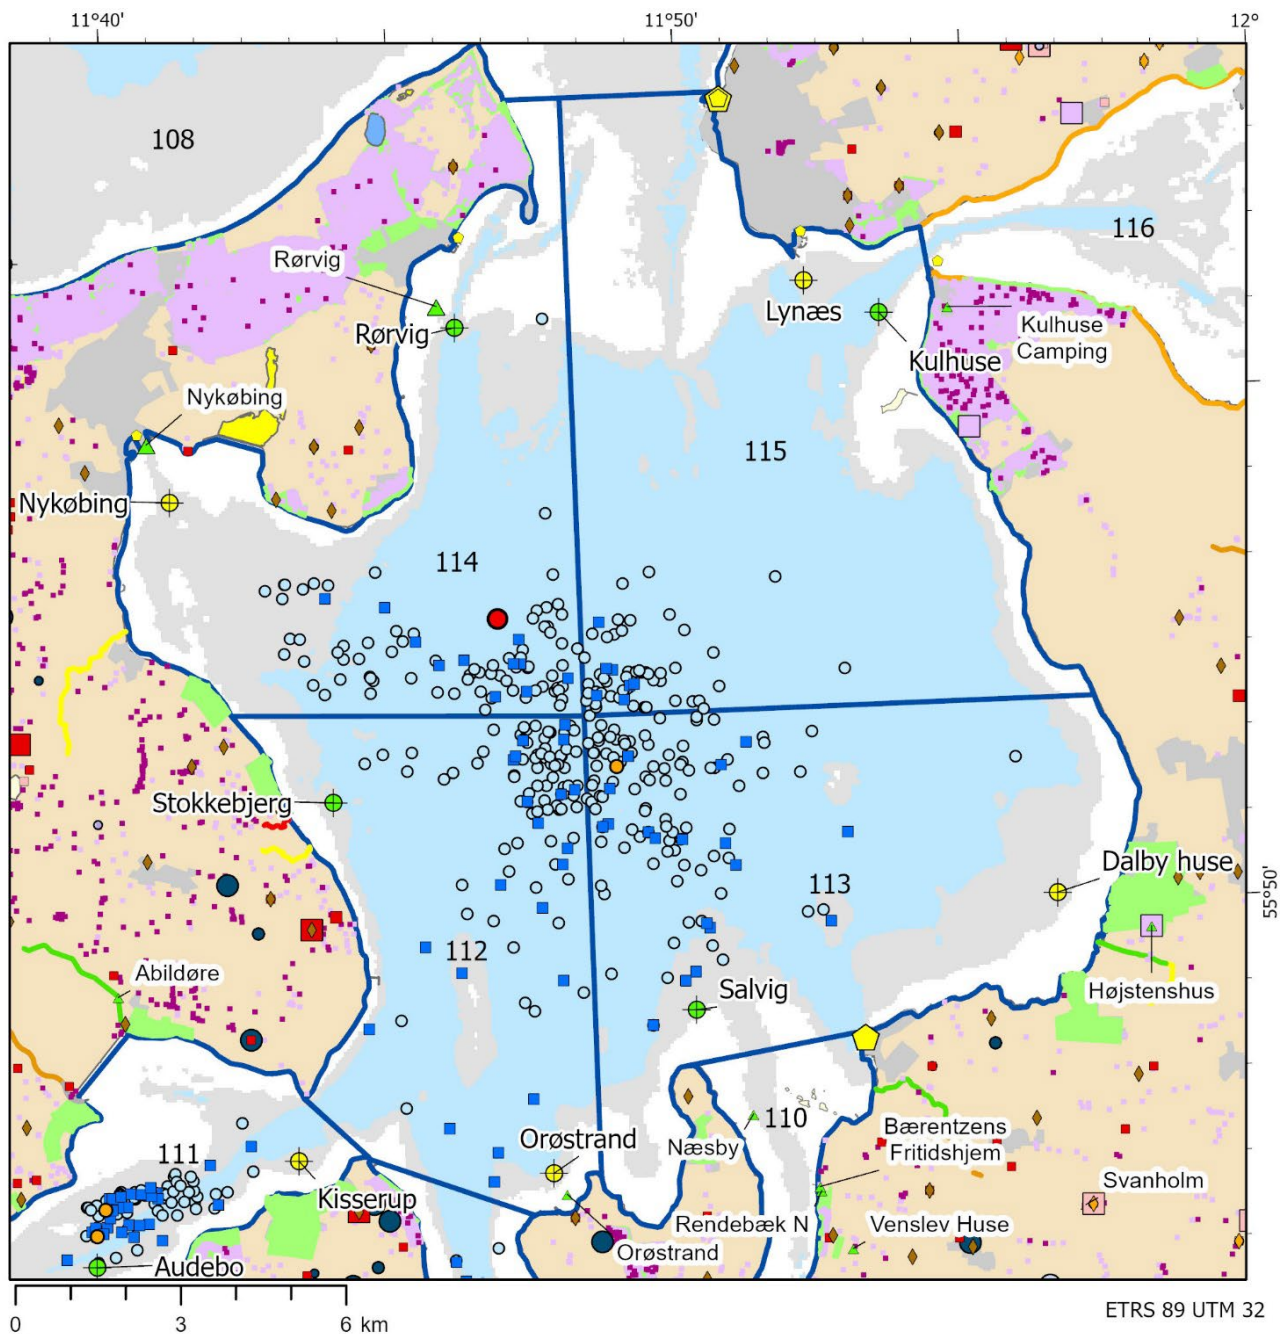 11°40'
11°50'
12°
108
116
Rørvig
Rørvig
Lynæs
Kulhuse
Camping
Kulhuse
Nykøbing
115
Nykøbing
114
Stokkebjerg
Dalby huse
55°50'
113
112
Abildøre
Salvig
Højstenshus
110
Bærentzens
Fritidshjem
Orøstrand
Næsby
111
Svanholm
Kisserup
Rendebæk N
Venslev Huse
Orøstrand
Audebo
0 3 6 km
ETRS 89 UTM 32